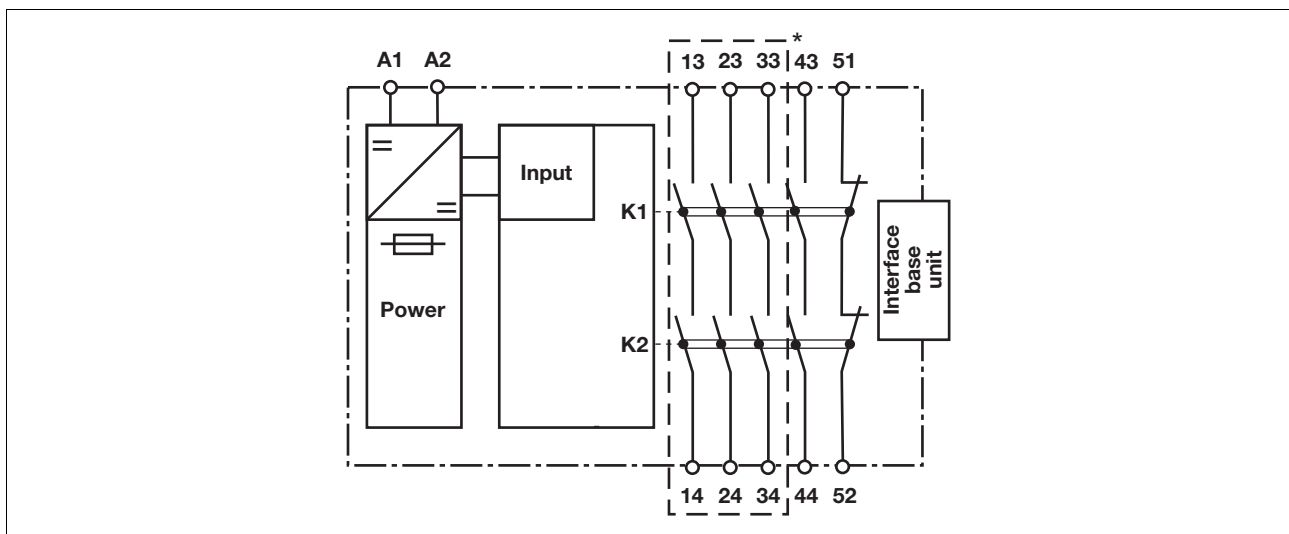 *
A1 A2 13 23 33 43 51
Input
K1
Interface
base
unit
Power
K2
14 24 34 44 52